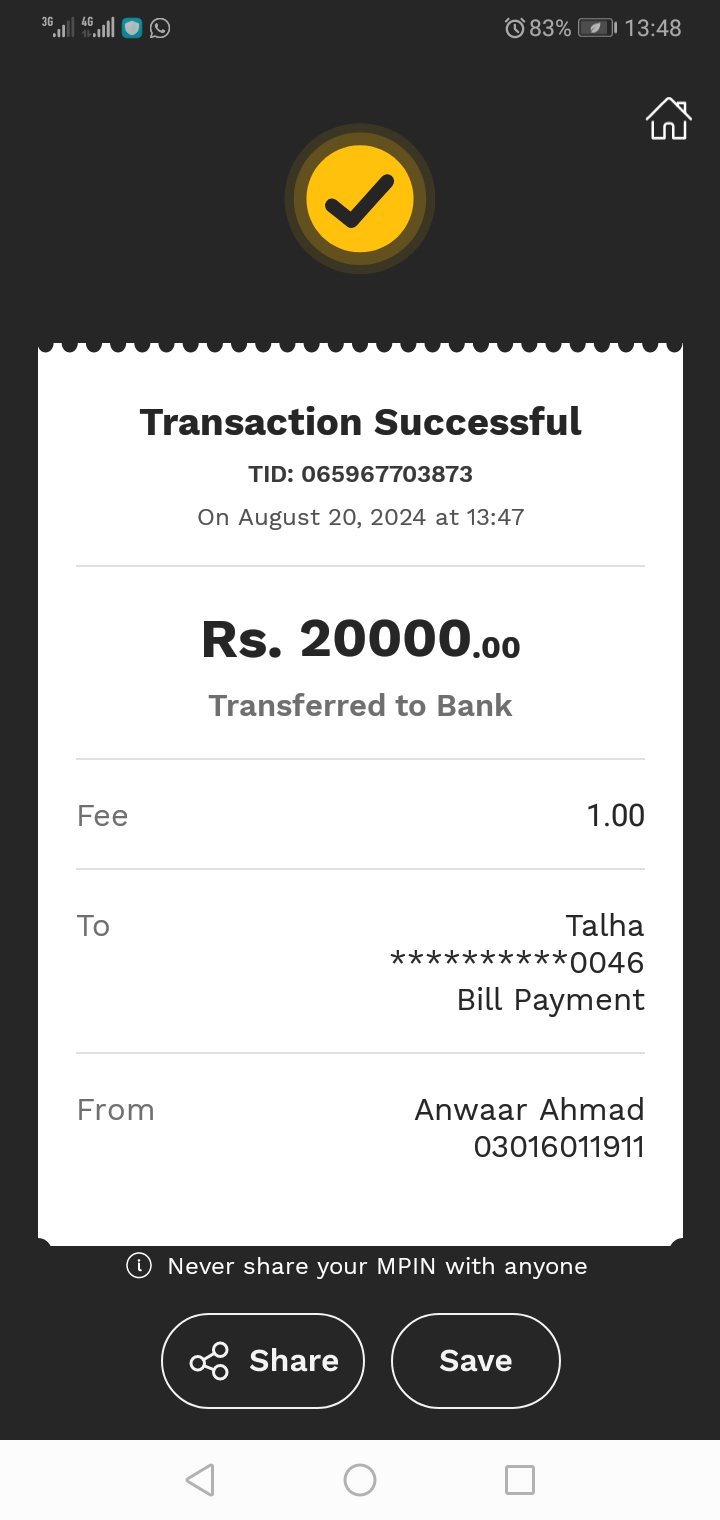 3G 4G 83% 13:48
Transaction Successful
TID: 065967703873
On August 20, 2024 at 13:47
Rs. 20000.00
Transferred to Bank
Fee 1.00
To Talha
**********0046
Bill Payment
From Anwaar Ahmad
03016011911
Never share your MPIN with anyone
Share Save